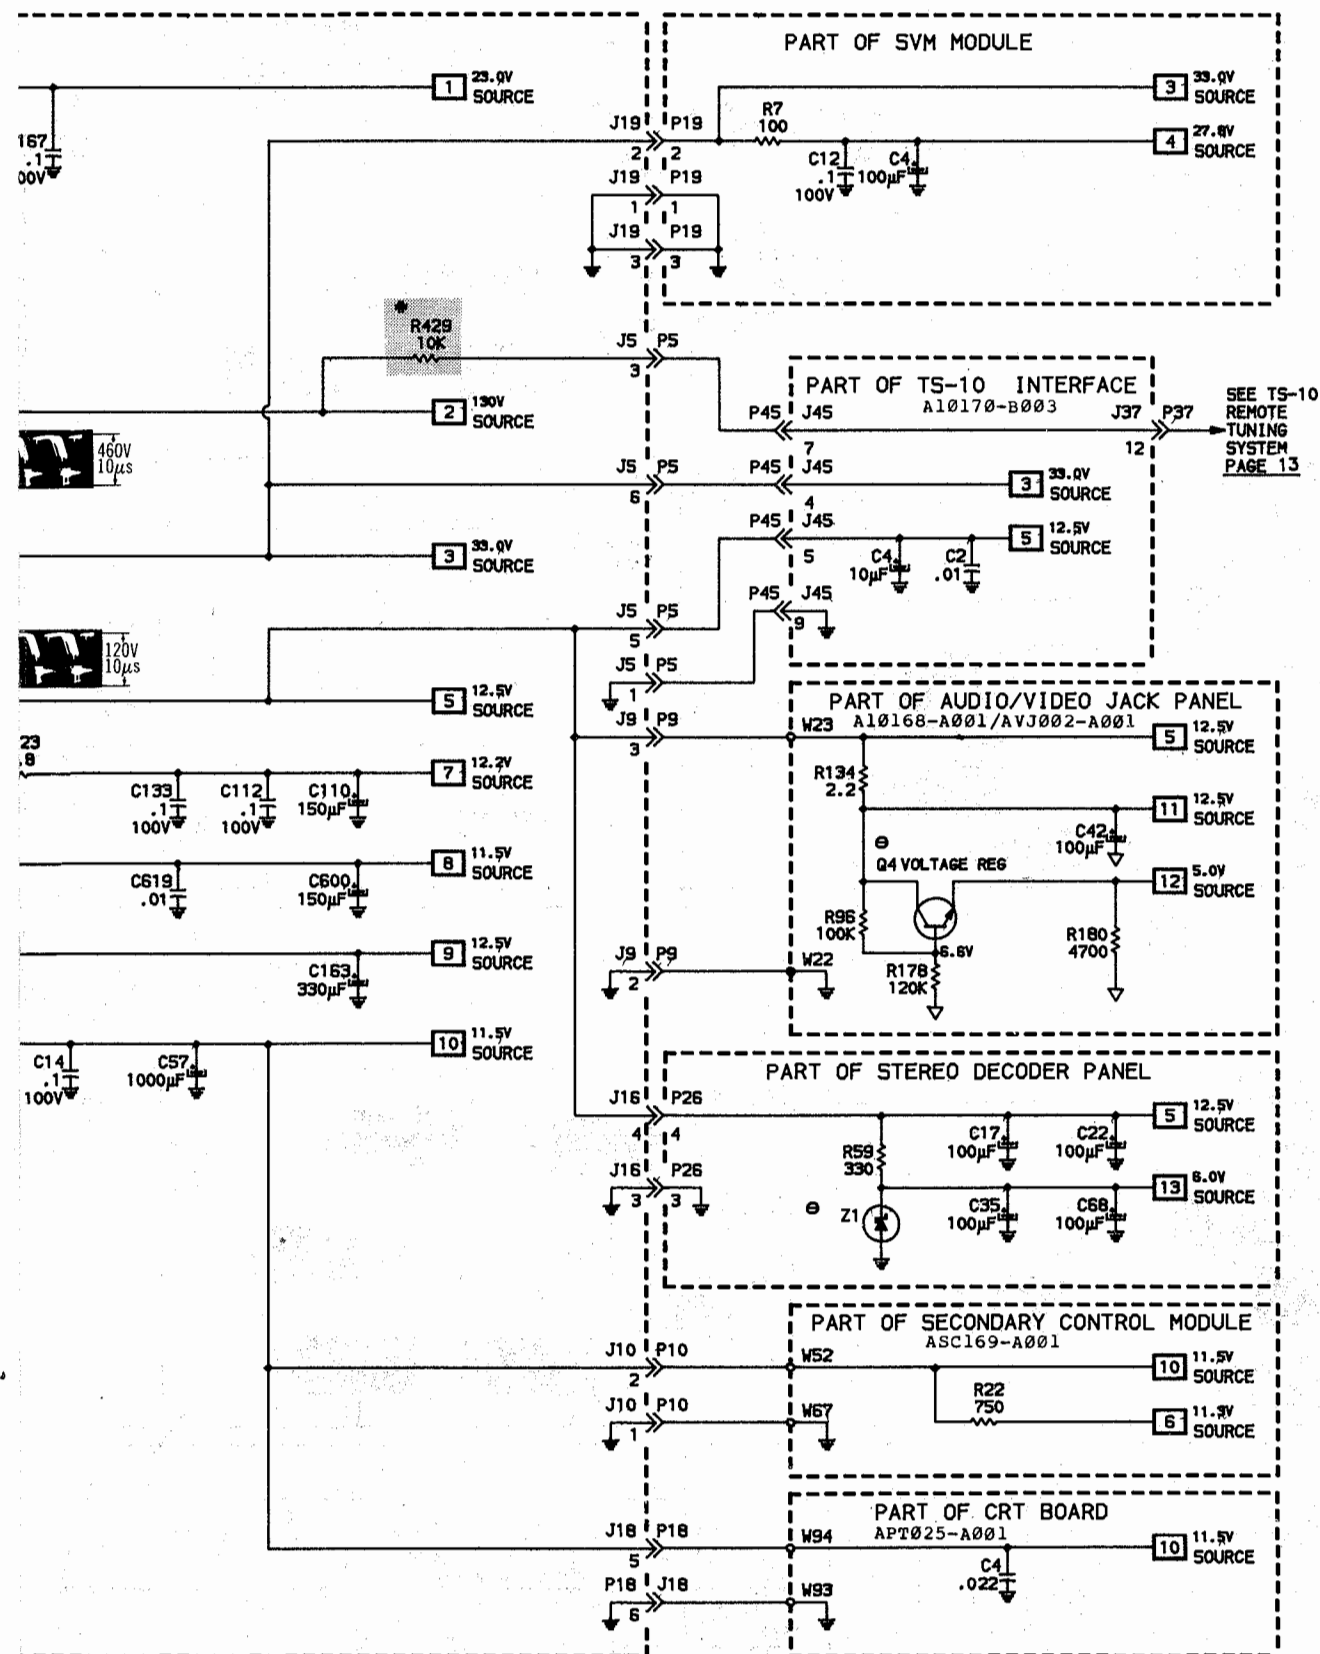 PART OF SVM MODULE
1 23.0V
SOURCE
3 33.0V
SOURCE
R7
100
J19 P19
2 2
4 27.8V
SOURCE
167
.1
00V
C12
.1
100V
C4
100µF
J19 P19
1 1
J19 P19
3 3
*
R429
10K
J5 P5
3
PART OF TS-10 INTERFACE
A10170-B003
SEE TS-10
REMOTE
TUNING
SYSTEM
PAGE 13
P45 J45
7
J37 P37
12
2 130V
SOURCE
460V
10µs
J5 P5
6
P45 J45
4
3 33.0V
SOURCE
P45 J45
5
5 12.5V
SOURCE
C4
10µF
C2
.01
3 33.0V
SOURCE
P45 J45
9
J5 P5
5
120V
10µs
J5 P5
1
5 12.5V
SOURCE
PART OF AUDIO/VIDEO JACK PANEL
A10168-A001/AVJ002-A001
J9 P9
3
W23
5 12.5V
SOURCE
23
8
7 12.2V
SOURCE
C133
.1
100V
C112
.1
100V
C110
150µF
R134
2.2
11 12.5V
SOURCE
C42
100µF
Q4 VOLTAGE REG
8 11.5V
SOURCE
C619
.01
C600
150µF
12 5.0V
SOURCE
R96
100K
R180
4700
6.6V
R178
120K
9 12.5V
SOURCE
C163
330µF
J9 P9
2
W22
10 11.5V
SOURCE
C14
.1
100V
C57
1000µF
PART OF STEREO DECODER PANEL
J16 P26
4 4
5 12.5V
SOURCE
R59
330
C17
100µF
C22
100µF
J16 P26
3 3
13 6.0V
SOURCE
Z1
C35
100µF
C68
100µF
PART OF SECONDARY CONTROL MODULE
ASC169-A001
J10 P10
2
W52
10 11.5V
SOURCE
R22
750
6 11.3V
SOURCE
J10 P10
1
W67
PART OF CRT BOARD
APT025-A001
J18 P18
5
W94
10 11.5V
SOURCE
C4
.022
P18 J18
6
W93